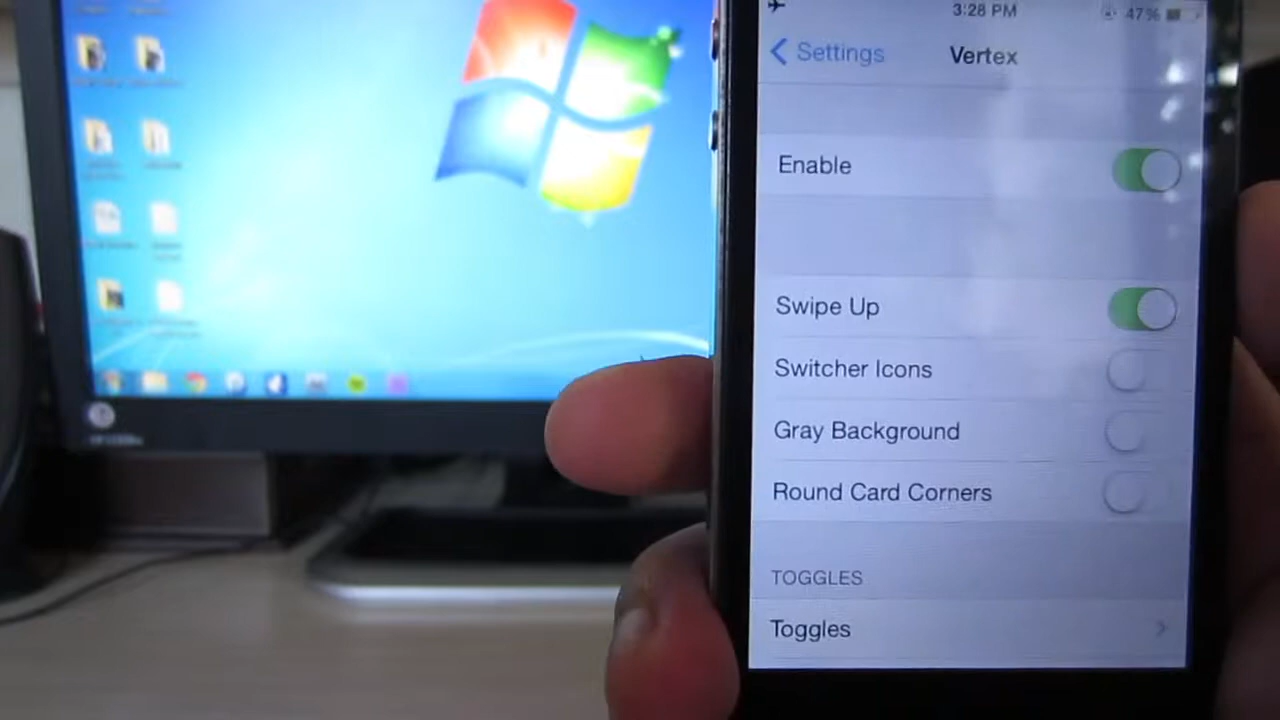 3:28 PM 47%
Settings Vertex
Enable
Swipe Up
Switcher Icons
Gray Background
Round Card Corners
TOGGLES
Toggles